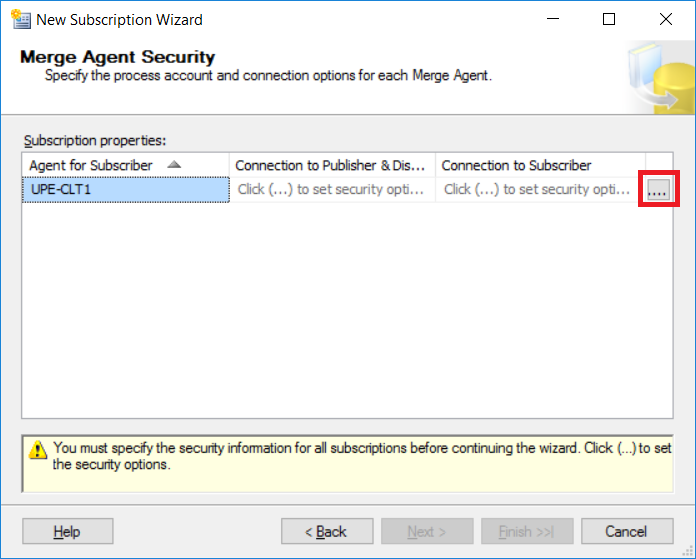 New Subscription Wizard
Merge Agent Security
Specify the process account and connection options for each Merge Agent.
Subscription properties:
Agent for Subscriber Connection to Publisher & Dis... Connection to Subscriber
UPE-CLT1 Click (...) to set security opti... Click (...) to set security opti... ....
You must specify the security information for all subscriptions before continuing the wizard. Click (...) to set
the security options.
Help < Back Next > Finish >>| Cancel